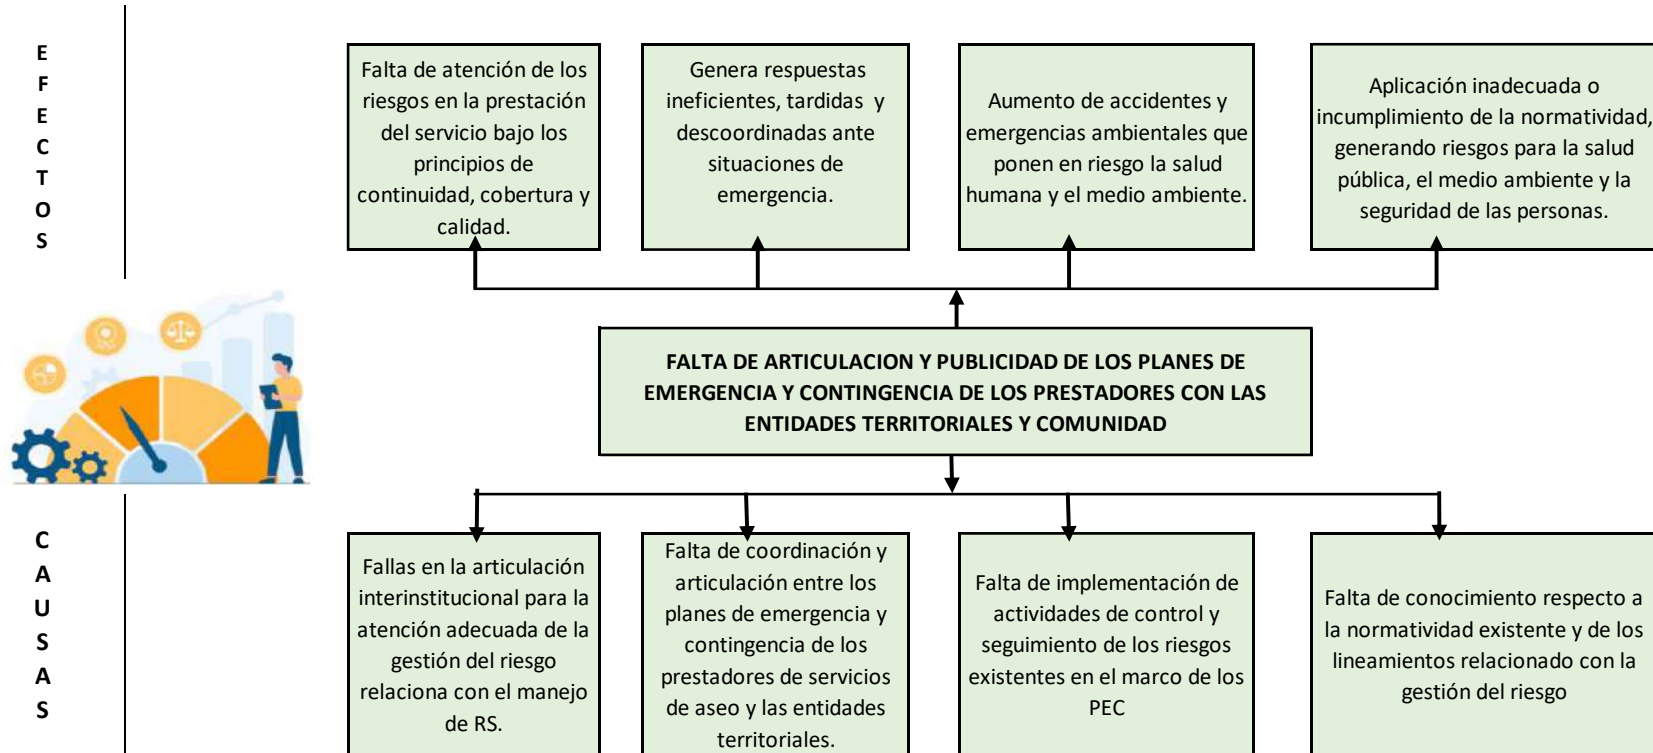 E
F
E
C
T
O
S
Falta de atención de los
riesgos en la prestación
del servicio bajo los
principios de
continuidad, cobertura y
calidad.
Genera respuestas
ineficientes, tardidas y
descoordinadas ante
situaciones de
emergencia.
Aumento de accidentes y
emergencias ambientales que
ponen en riesgo la salud
humana y el medio ambiente.
Aplicación inadecuada o
incumplimiento de la normatividad,
generando riesgos para la salud
pública, el medio ambiente y la
seguridad de las personas.
FALTA DE ARTICULACION Y PUBLICIDAD DE LOS PLANES DE
EMERGENCIA Y CONTINGENCIA DE LOS PRESTADORES CON LAS
ENTIDADES TERRITORIALES Y COMUNIDAD
C
A
U
S
A
S
Fallas en la articulación
interinstitucional para la
atención adecuada de la
gestión del riesgo
relaciona con el manejo
de RS.
Falta de coordinación y
articulación entre los
planes de emergencia y
contingencia de los
prestadores de servicios
de aseo y las entidades
territoriales.
Falta de implementación de
actividades de control y
seguimiento de los riesgos
existentes en el marco de los
PEC
Falta de conocimiento respecto a
la normatividad existente y de los
lineamientos relacionado con la
gestión del riesgo